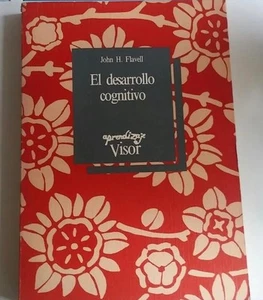 John H. Flavell
El desarrollo
cognitivo
aprendizaje
Visor